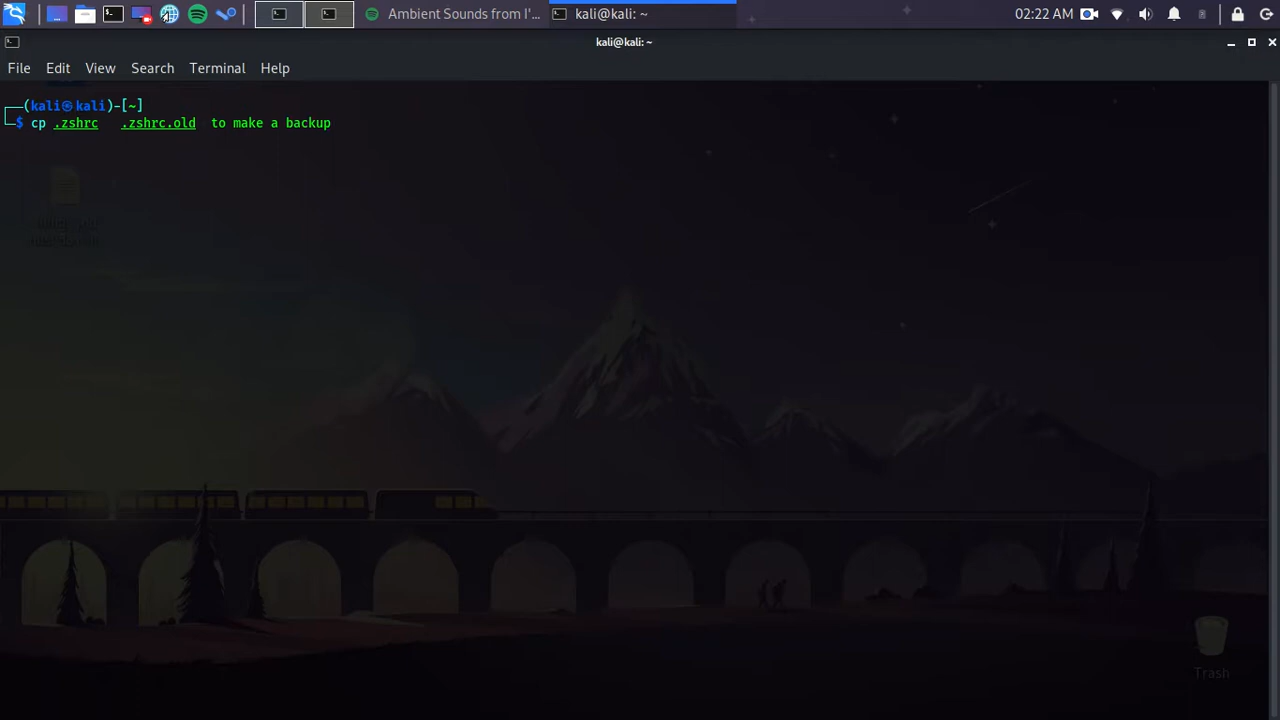 Ambient Sounds from I'...
kali@kali: ~
02:22 AM
kali@kali: ~
File Edit View Search Terminal Help
┌──(kali㉿kali)-[~]
└─$ cp .zshrc   .zshrc.old  to make a backup
Trash